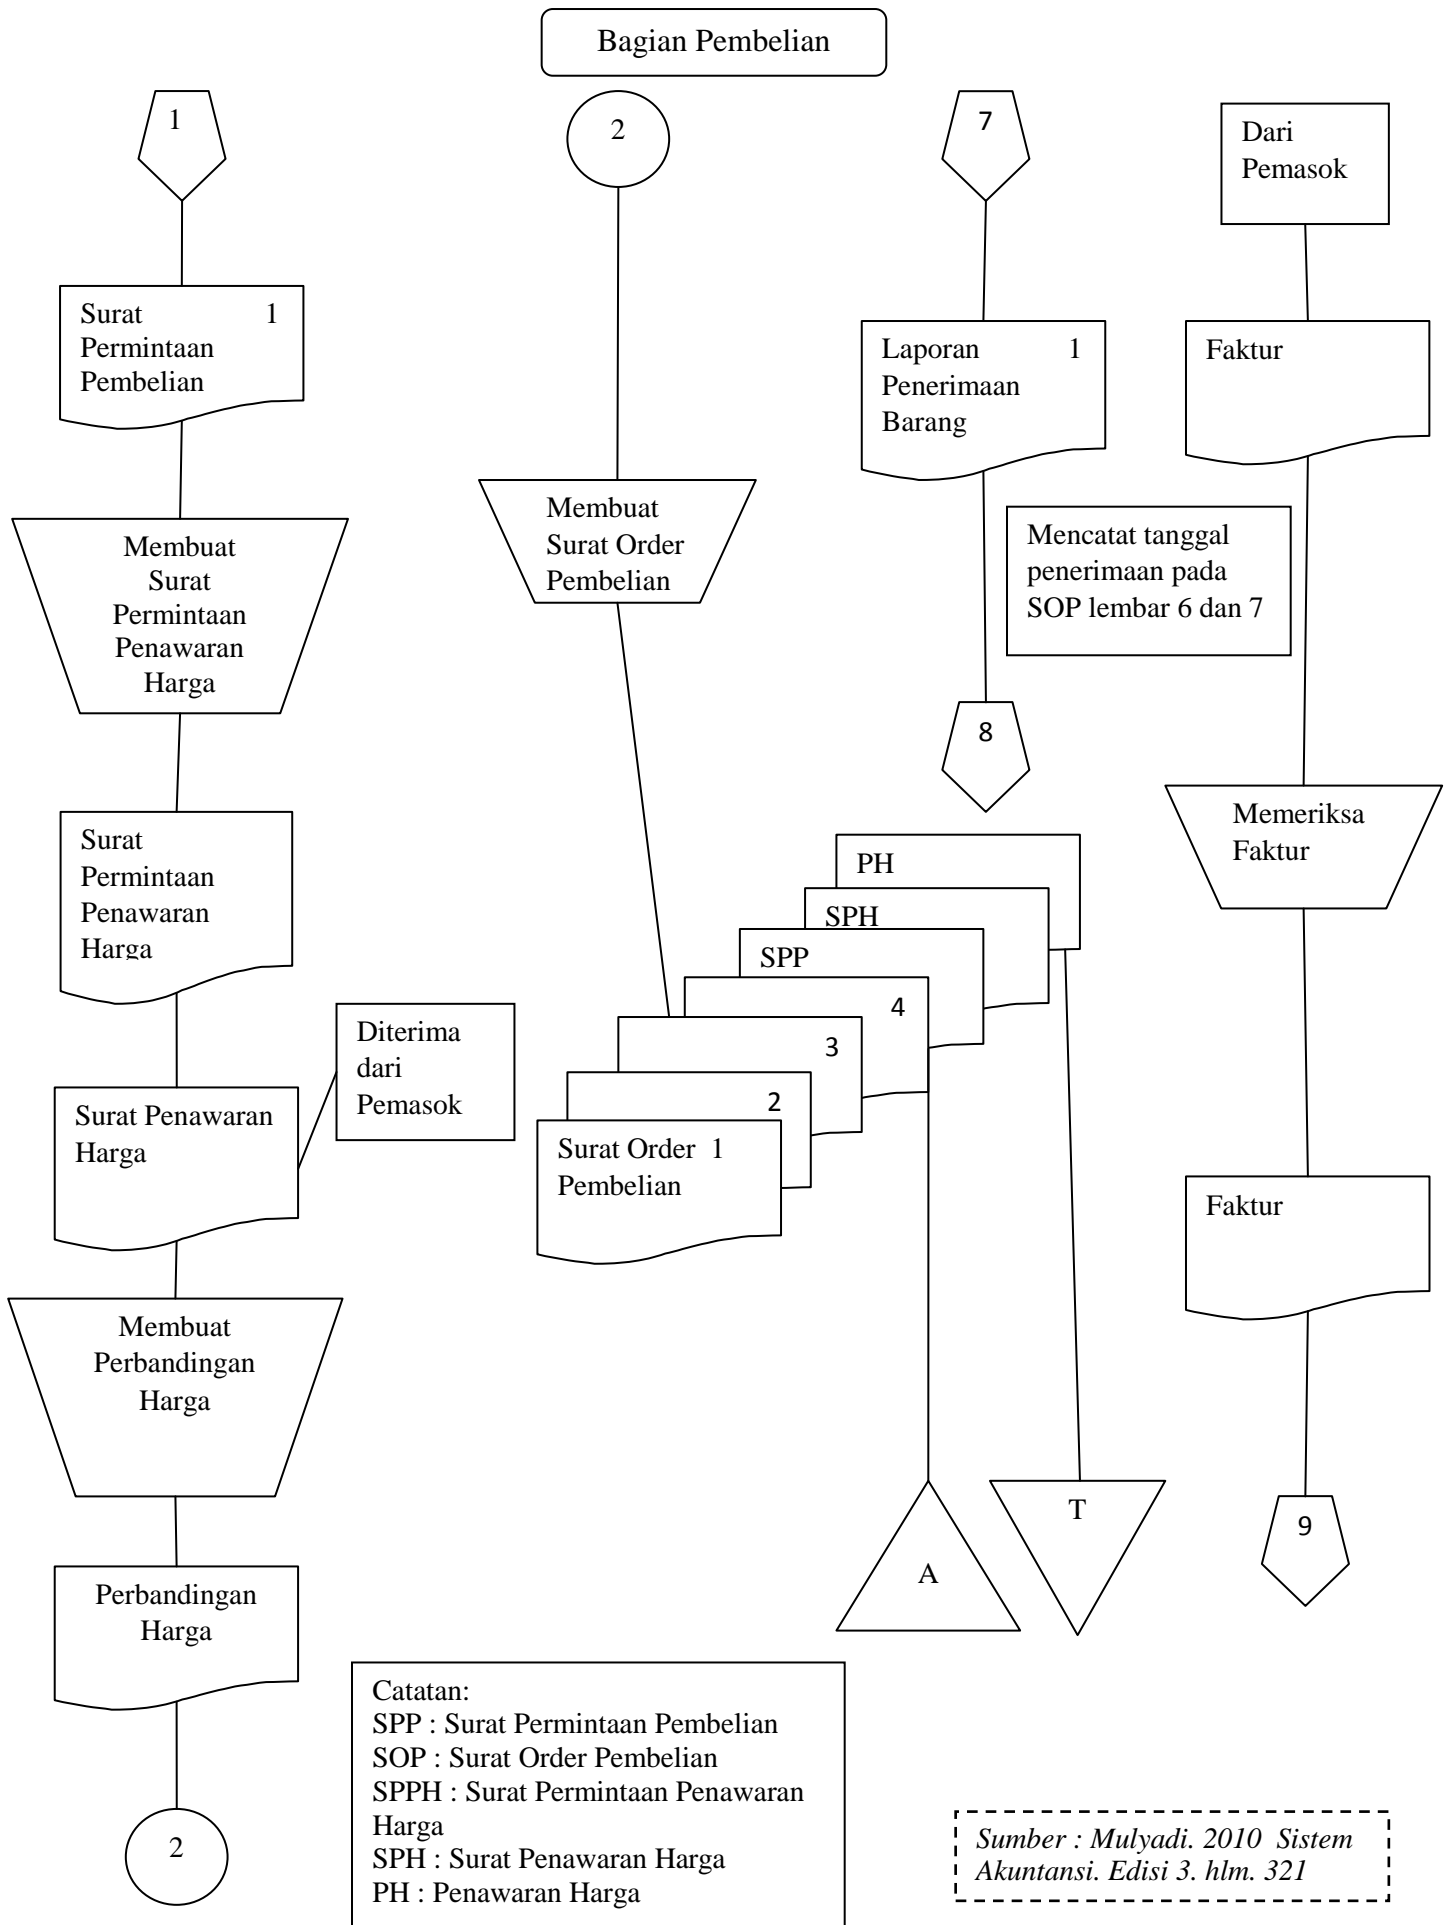 Bagian Pembelian
1
Surat 1
Permintaan
Pembelian
Membuat
Surat
Permintaan
Penawaran
Harga
Surat
Permintaan
Penawaran
Harga
Diterima
dari
Pemasok
Surat Penawaran
Harga
Membuat
Perbandingan
Harga
Perbandingan
Harga
2
2
Membuat
Surat Order
Pembelian
PH
SPH
SPP
4
3
2
Surat Order 1
Pembelian
A
T
7
Laporan 1
Penerimaan
Barang
Mencatat tanggal
penerimaan pada
SOP lembar 6 dan 7
8
Dari
Pemasok
Faktur
Memeriksa
Faktur
Faktur
9
Catatan:
SPP : Surat Permintaan Pembelian
SOP : Surat Order Pembelian
SPPH : Surat Permintaan Penawaran
Harga
SPH : Surat Penawaran Harga
PH : Penawaran Harga
Sumber : Mulyadi. 2010 Sistem
Akuntansi. Edisi 3. hlm. 321